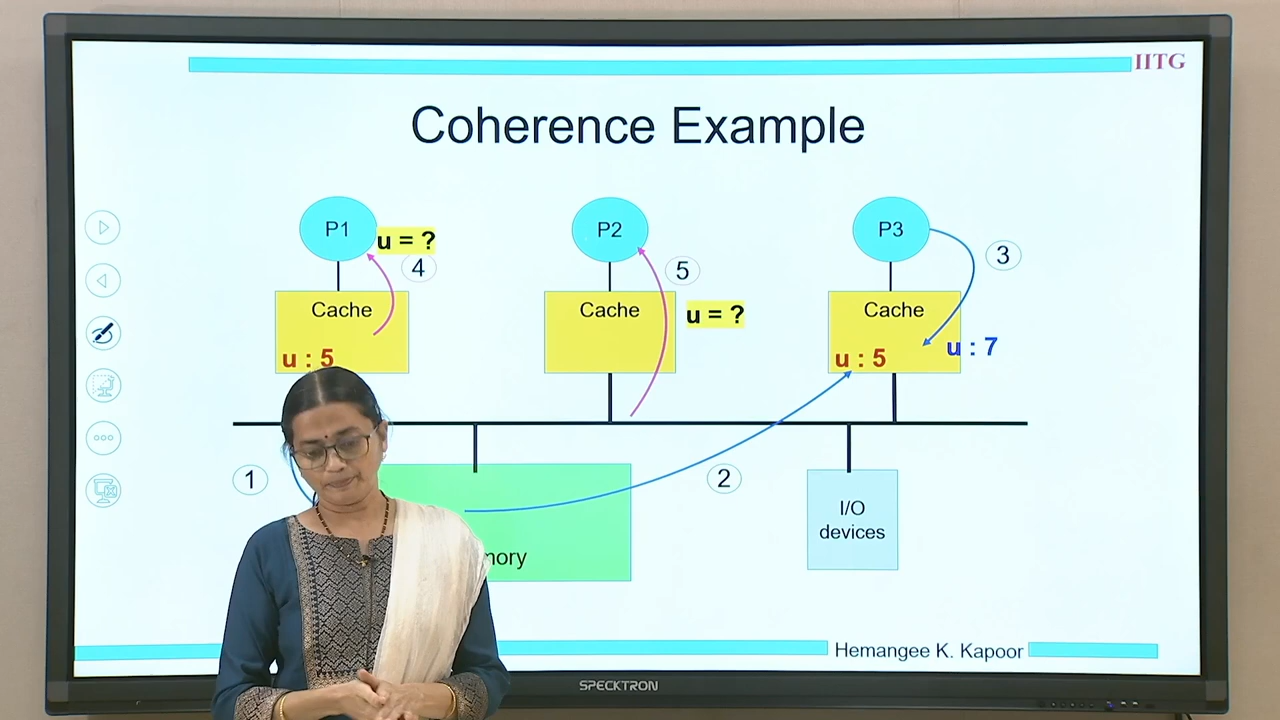 IITG
Coherence Example
P1
u = ?
4
Cache
u : 5
P2
5
Cache
u = ?
P3
3
Cache
u : 5
u : 7
1
2
I/O
devices
Hemangee K. Kapoor
SPECKTRON